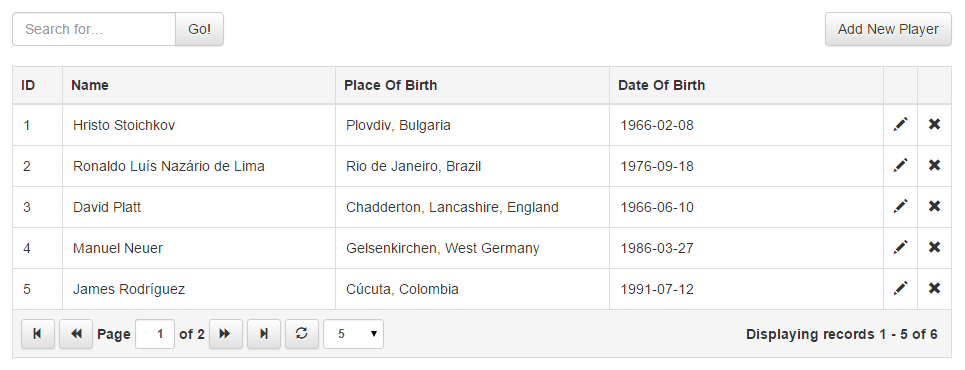 Search for... Go! Add New Player
ID Name Place Of Birth Date Of Birth
1 Hristo Stoichkov Plovdiv, Bulgaria 1966-02-08
2 Ronaldo Luís Nazário de Lima Rio de Janeiro, Brazil 1976-09-18
3 David Platt Chadderton, Lancashire, England 1966-06-10
4 Manuel Neuer Gelsenkirchen, West Germany 1986-03-27
5 James Rodríguez Cúcuta, Colombia 1991-07-12
Page 1 of 2 5 Displaying records 1 - 5 of 6